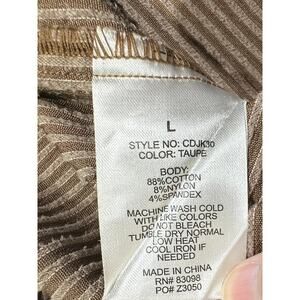 L
STYLE NO: CDJK30
COLOR: TAUPE
BODY:
88%COTTON
8%NYLON
4%SPANDEX
MACHINE WASH COLD
WITH LIKE COLORS
DO NOT BLEACH
TUMBLE DRY NORMAL
LOW HEAT
COOL IRON IF
NEEDED
MADE IN CHINA
RN# 83098
PO# Z3050